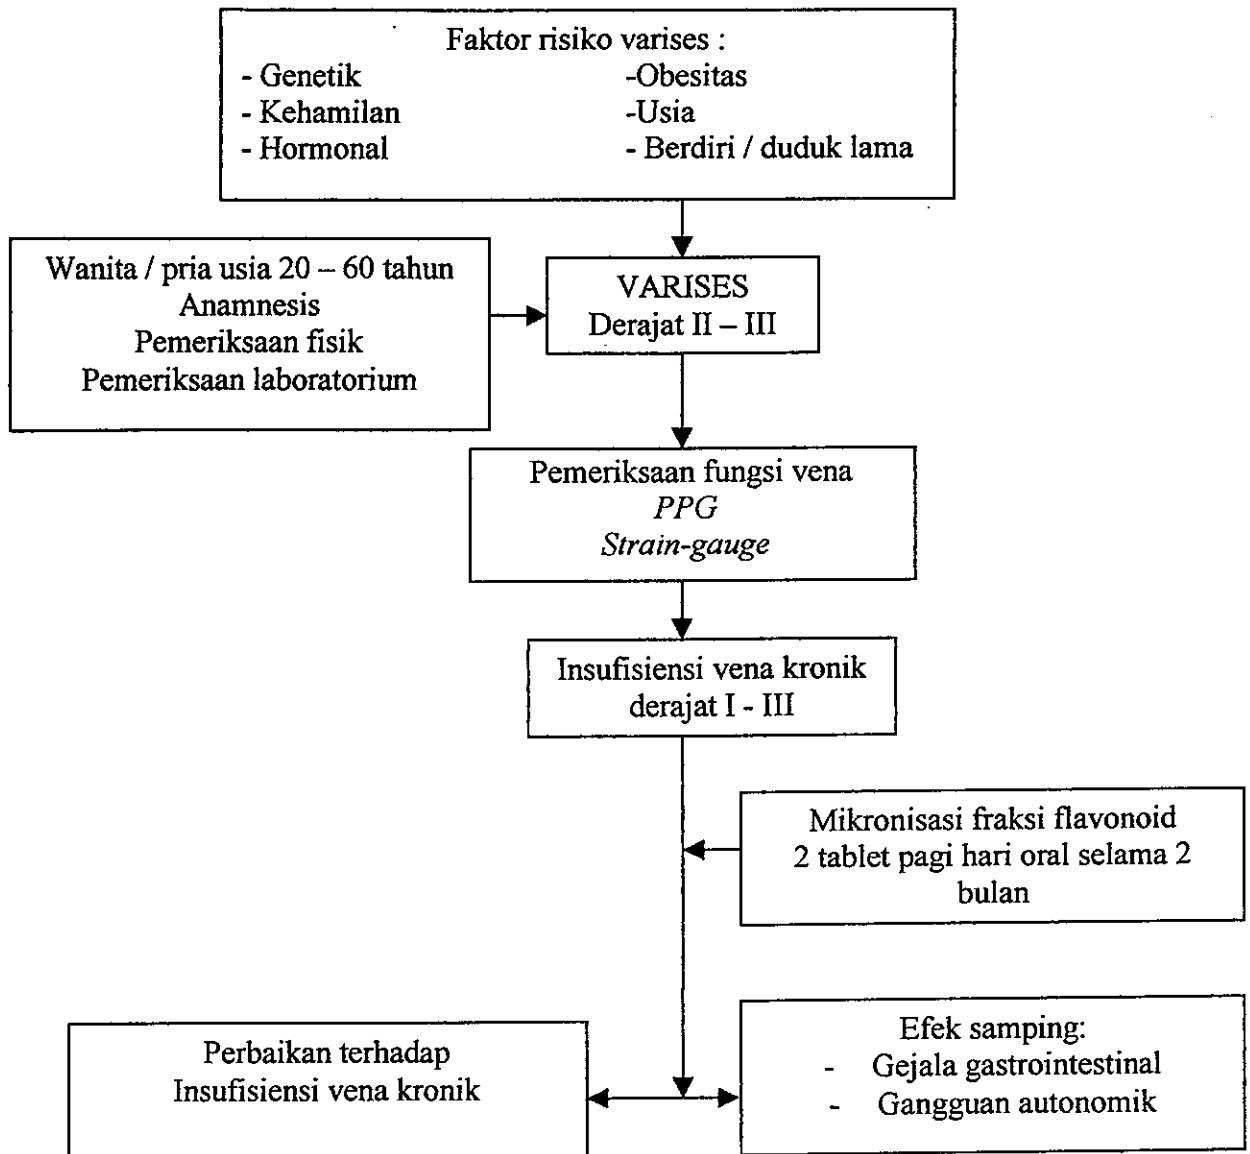 Faktor risiko varises :
- Genetik -Obesitas
- Kehamilan -Usia
- Hormonal - Berdiri / duduk lama
Wanita / pria usia 20 – 60 tahun
Anamnesis
Pemeriksaan fisik
Pemeriksaan laboratorium
VARISES
Derajat II – III
Pemeriksaan fungsi vena
PPG
Strain-gauge
Insufisiensi vena kronik
derajat I - III
Mikronisasi fraksi flavonoid
2 tablet pagi hari oral selama 2
bulan
Perbaikan terhadap
Insufisiensi vena kronik
Efek samping:
- Gejala gastrointestinal
- Gangguan autonomik